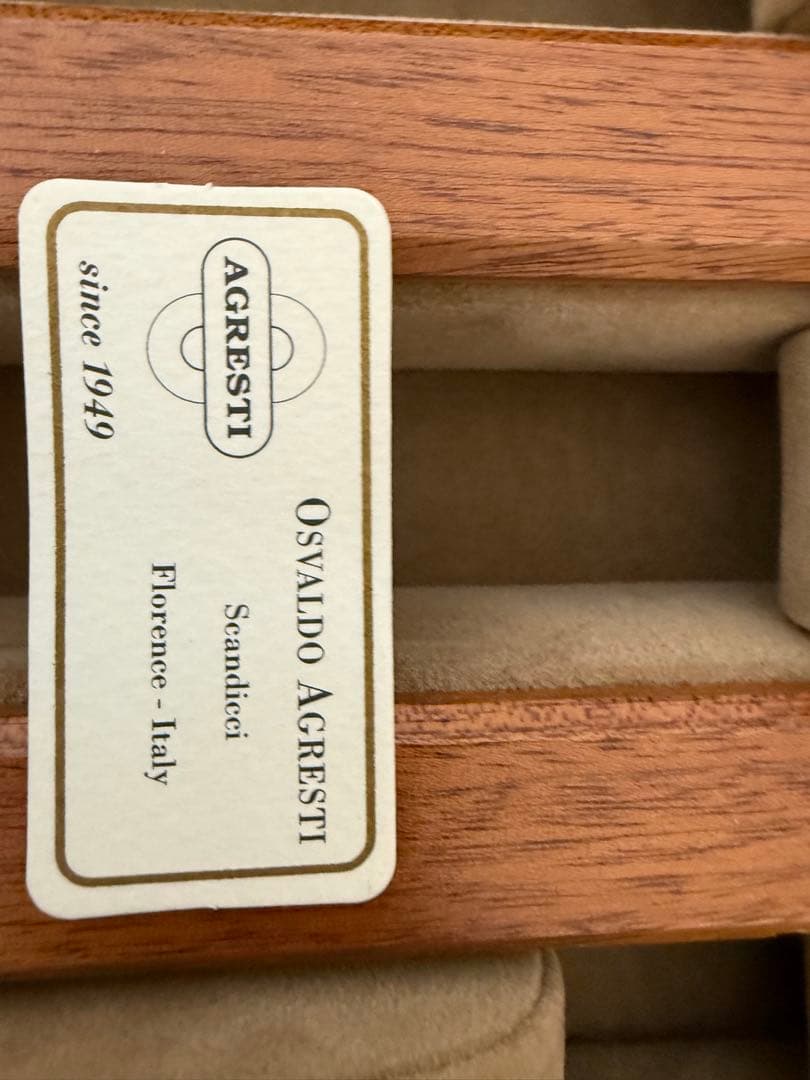 AGRESTI
since 1949
OSVALDO AGRESTI
Scandicci
Florence - Italy